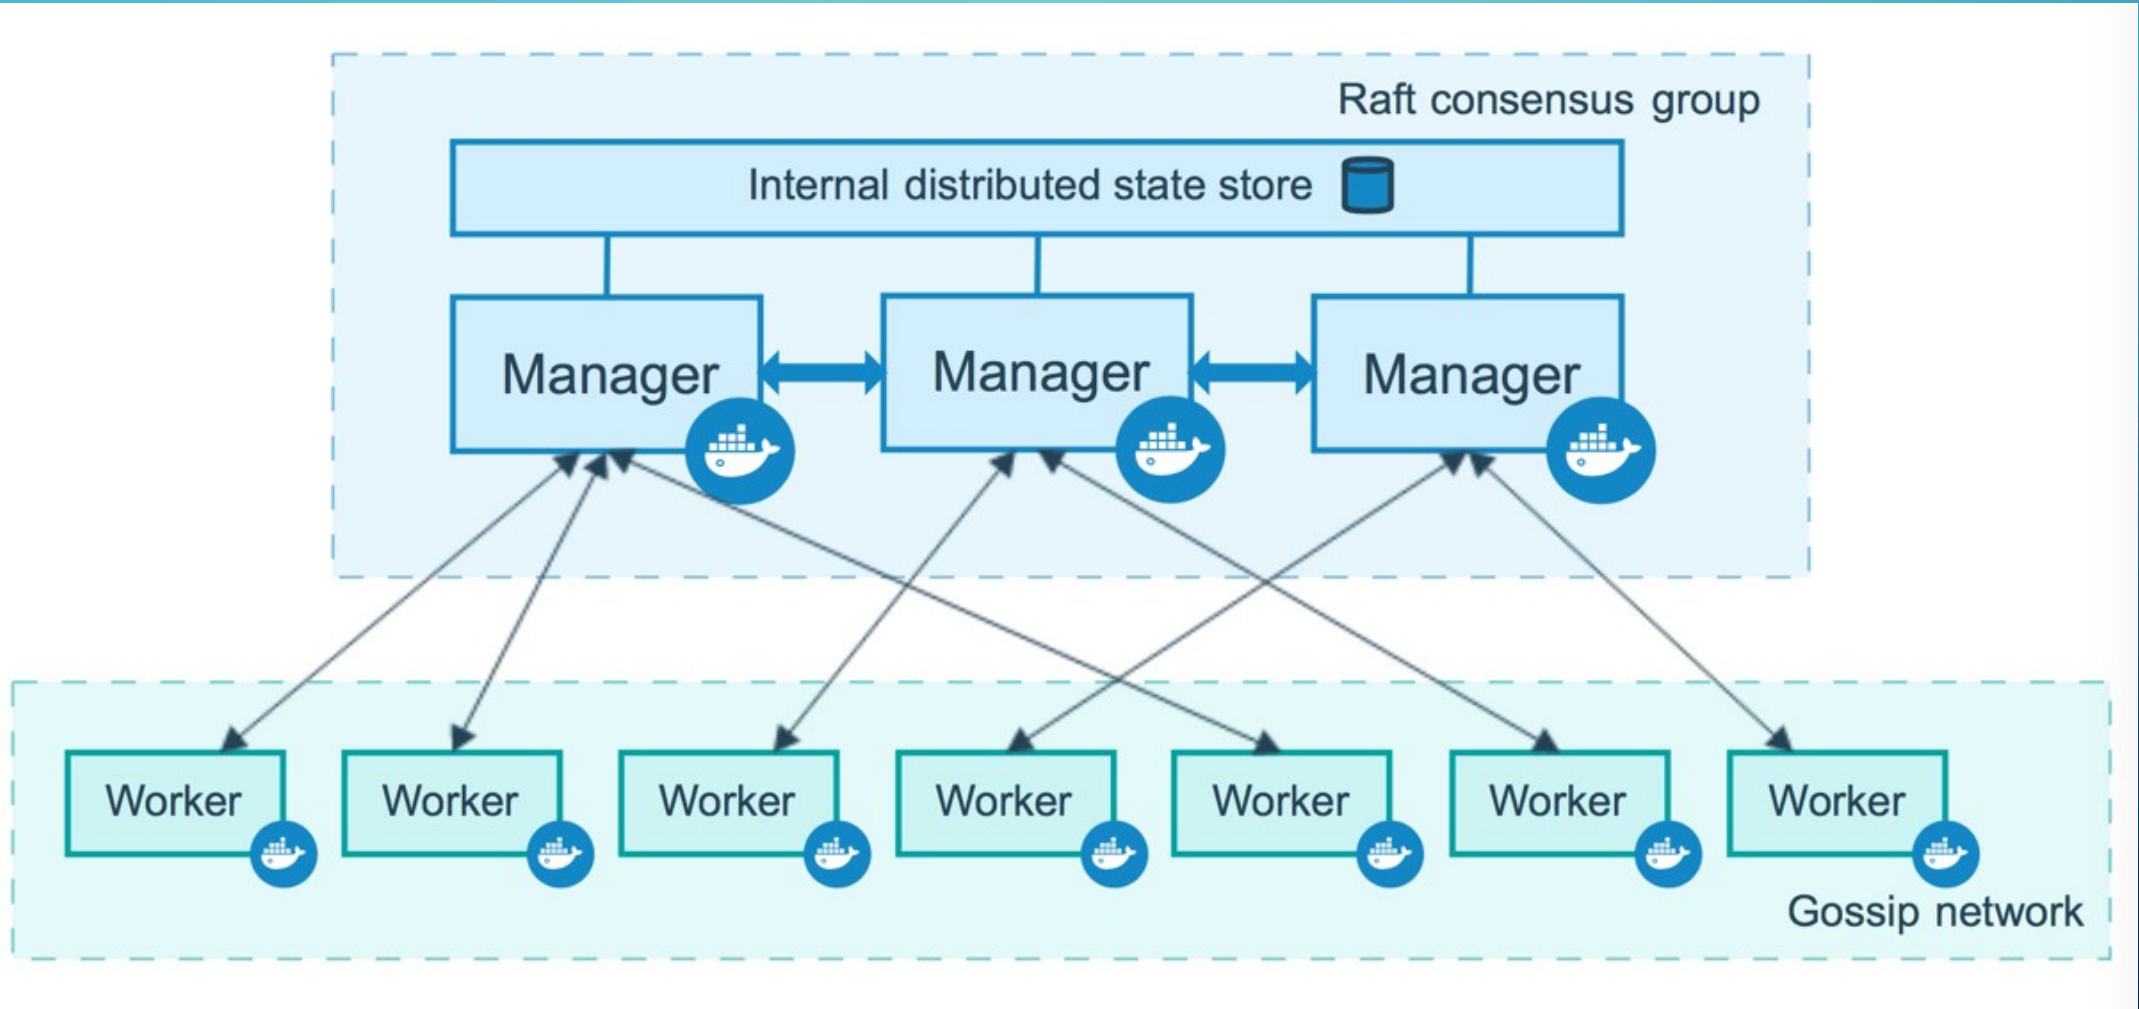 Raft consensus group
Internal distributed state store
Manager Manager Manager
Worker Worker Worker Worker Worker Worker Worker
Gossip network